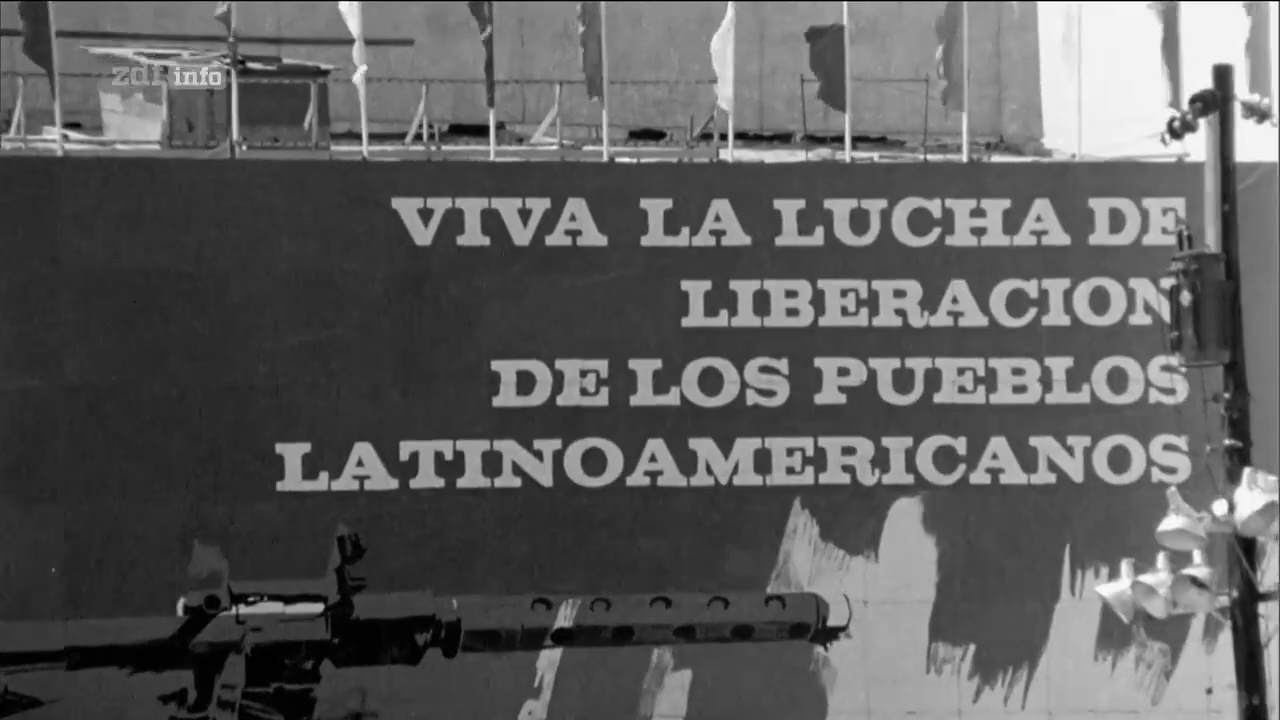 zdf info
VIVA LA LUCHA DE
LIBERACION
DE LOS PUEBLOS
LATINOAMERICANOS